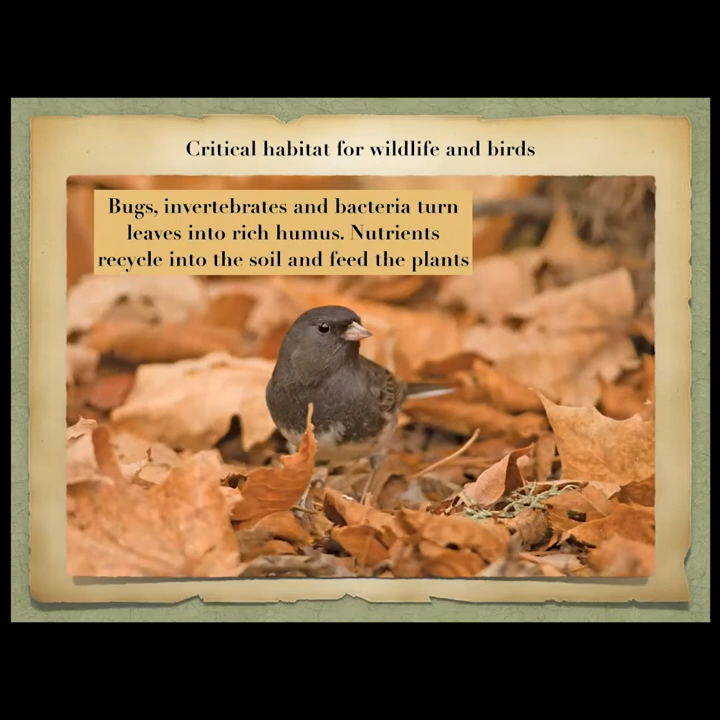 Critical habitat for wildlife and birds
Bugs, invertebrates and bacteria turn
leaves into rich humus. Nutrients
recycle into the soil and feed the plants